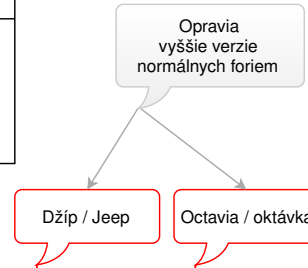 Opravia
vyššie verzie
normálnych foriem
Džíp / Jeep
Octavia / oktávka